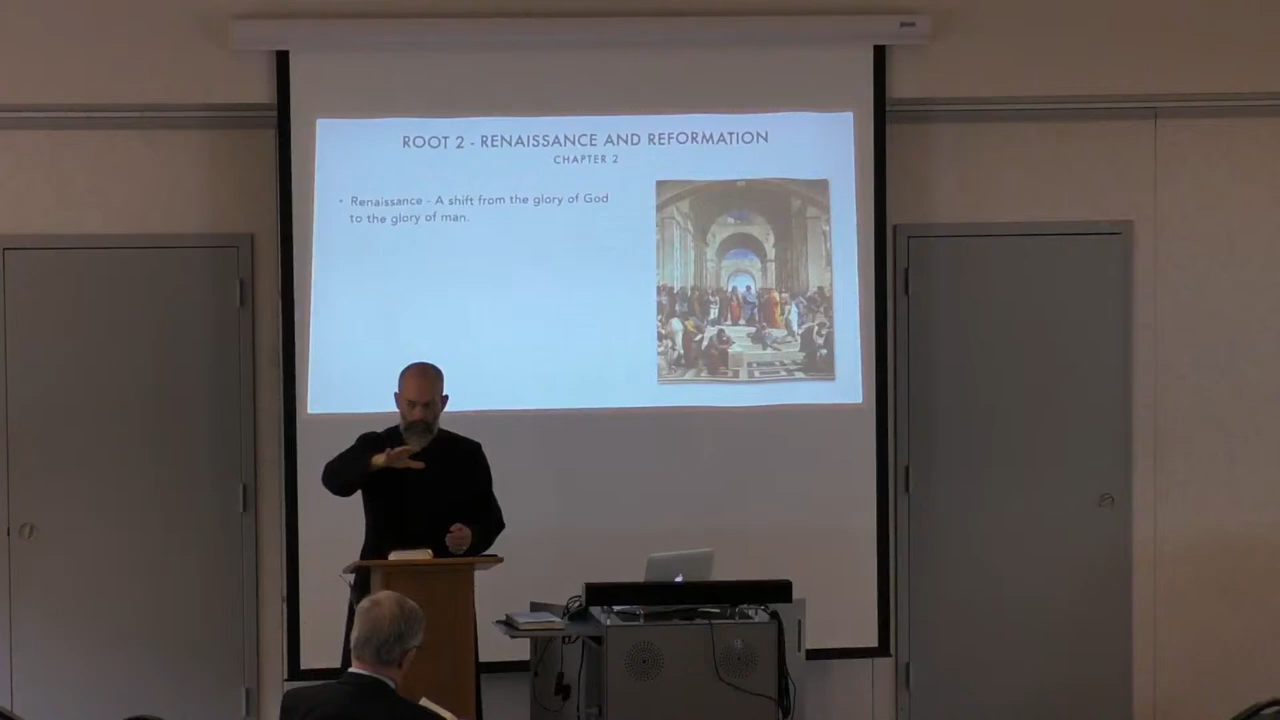 ROOT 2 - RENAISSANCE AND REFORMATION
CHAPTER 2
• Renaissance - A shift from the glory of God
to the glory of man.